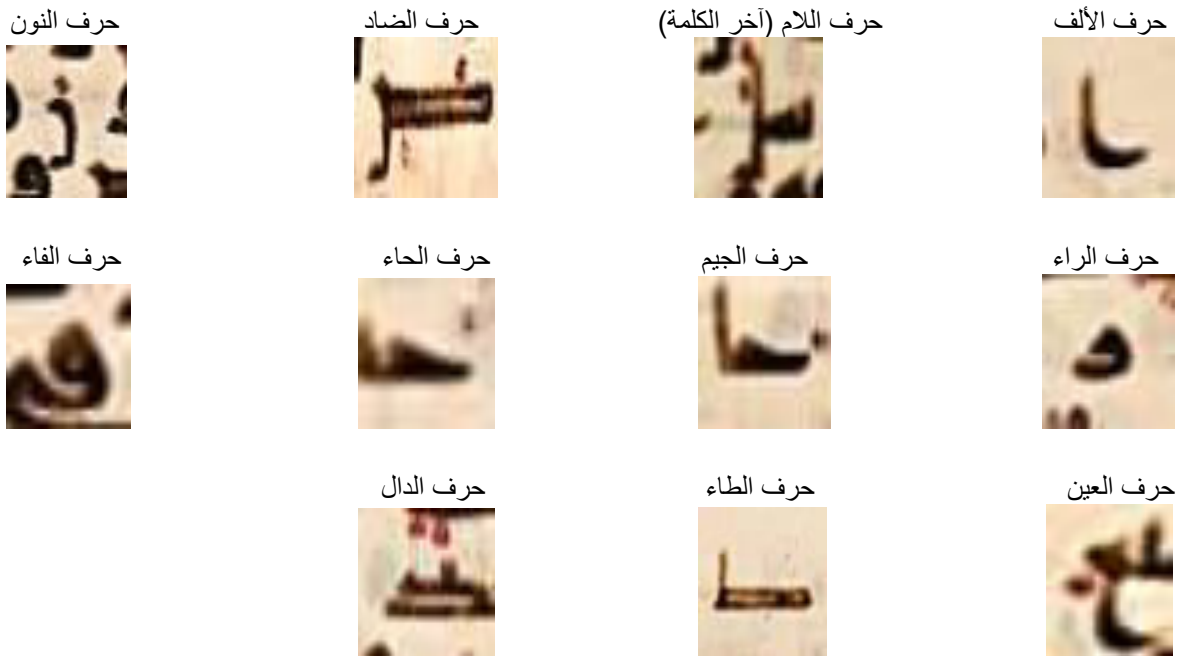 حرف الألف حرف اللام (آخر الكلمة) حرف الضاد حرف النون
حرف الراء حرف الجيم حرف الحاء حرف الفاء
حرف العين حرف الطاء حرف الدال